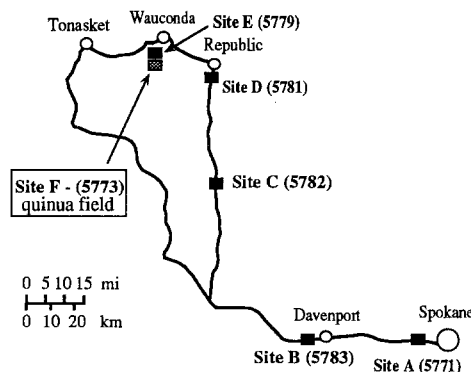 Wauconda
Tonasket
Site E (5779)
Republic
Site D (5781)
Site F - (5773)
quinua field
Site C (5782)
0 5 10 15 mi
0 10 20
km
Davenport
Spokane
Site B (5783)
Site A (5771)